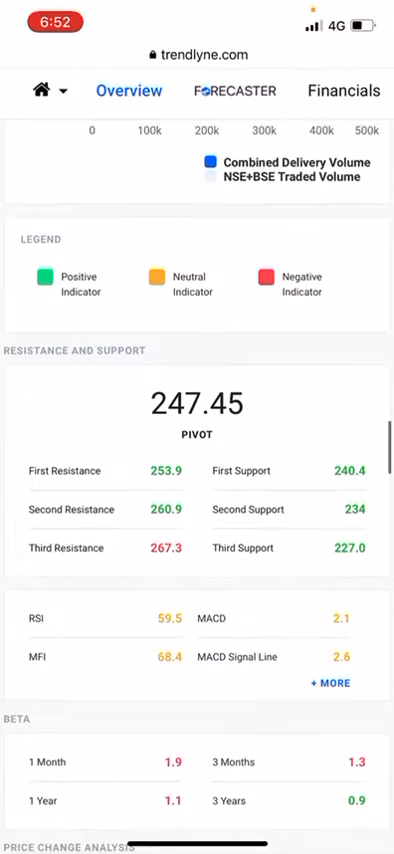 6:52
4G
trendlyne.com
Overview FORECASTER Financials
0 100k 200k 300k 400k 500k
Combined Delivery Volume
NSE+BSE Traded Volume
LEGEND
Positive Indicator
Neutral Indicator
Negative Indicator
RESISTANCE AND SUPPORT
247.45
PIVOT
First Resistance 253.9 First Support 240.4
Second Resistance 260.9 Second Support 234
Third Resistance 267.3 Third Support 227.0
RSI 59.5 MACD 2.1
MFI 68.4 MACD Signal Line 2.6
+ MORE
BETA
1 Month 1.9 3 Months 1.3
1 Year 1.1 3 Years 0.9
PRICE CHANGE ANALYSIS